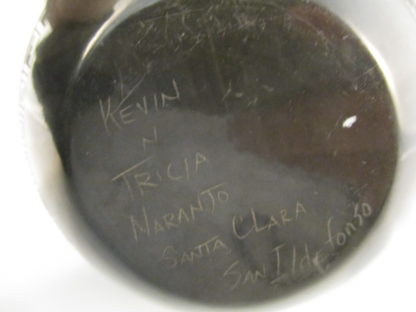 KEVIN
N
TRICIA
NARANJO
SANTA CLARA
SAN Ildefonso